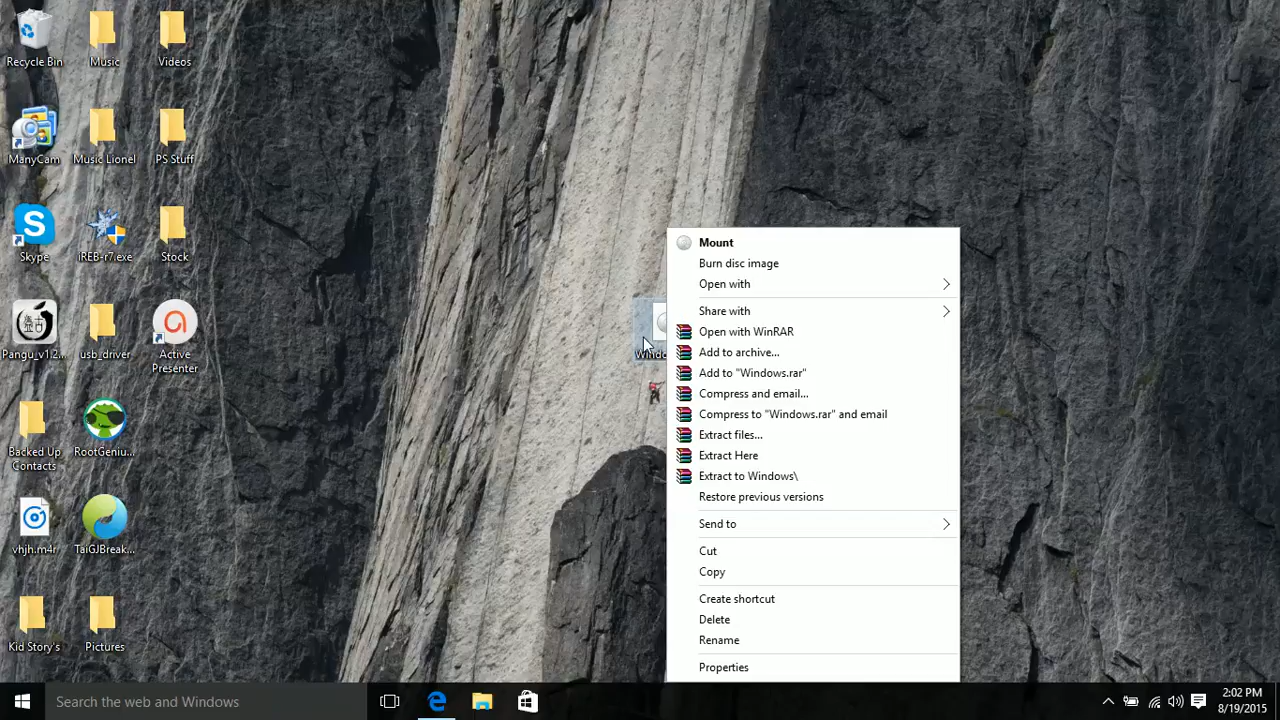 Recycle Bin
Music
Videos
ManyCam
Music Lionel
PS Stuff
Skype
iREB-r7.exe
Stock
Pangu_v1.2...
usb_driver
Active
Presenter
Backed Up
Contacts
RootGeniu...
vhjh.m4r
TaiGJBreak...
Kid Story's
Pictures
Mount
Burn disc image
Open with
Share with
Open with WinRAR
Add to archive...
Add to "Windows.rar"
Compress and email...
Compress to "Windows.rar" and email
Extract files...
Extract Here
Extract to Windows\
Restore previous versions
Send to
Cut
Copy
Create shortcut
Delete
Rename
Properties
Search the web and Windows
2:02 PM
8/19/2015